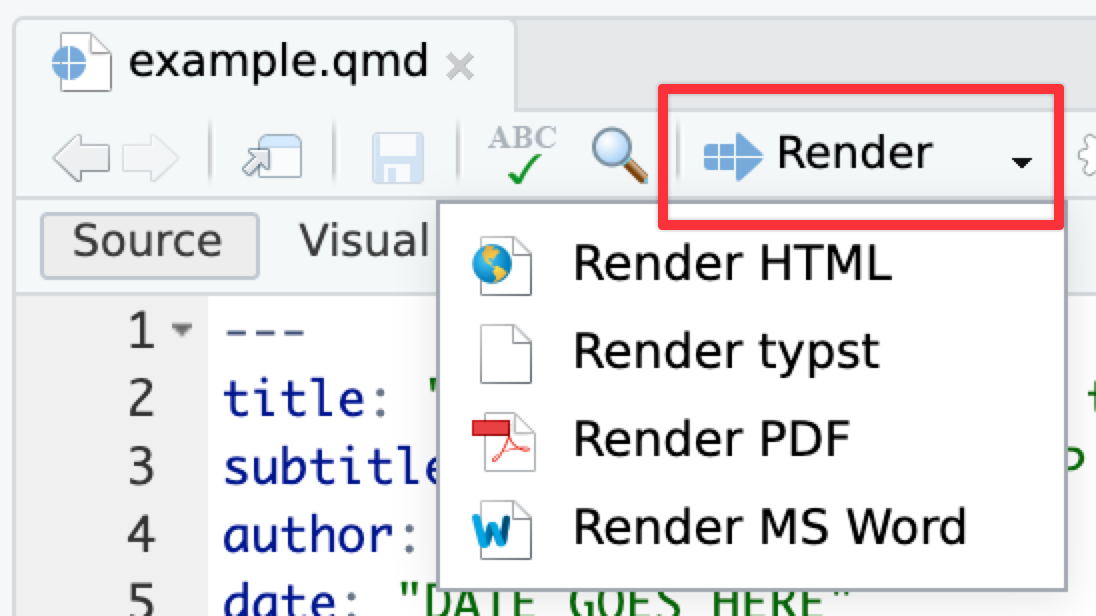 example.qmd
ABC
Render
Source Visual
Render HTML
Render typst
Render PDF
Render MS Word
1 ---
2 title: "
3 subtitle
4 author:
5 date: "DATE GOES HERE"